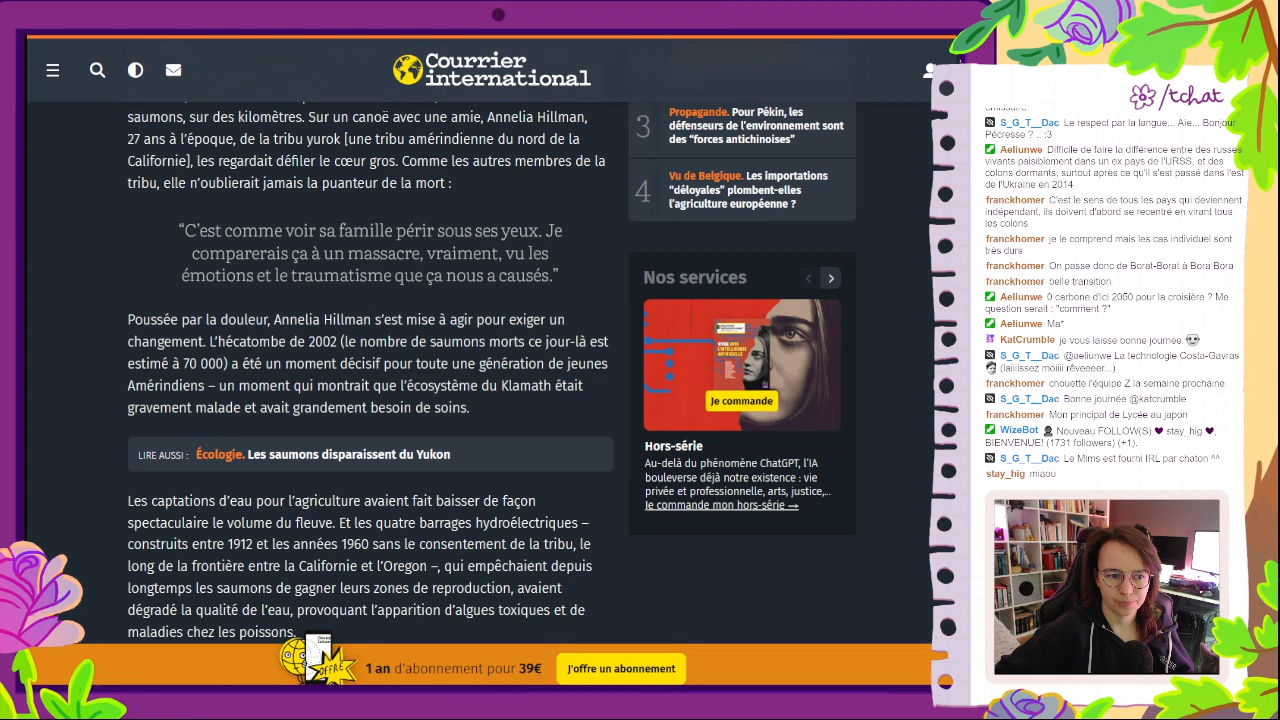 Courrier
international
saumons, sur des kilomètres. Sur un canoë avec une amie, Annelia Hillman,
27 ans à l'époque, de la tribu yurok [une tribu amérindienne du nord de la
Californie], les regardait défiler le cœur gros. Comme les autres membres de la
tribu, elle n'oublierait jamais la puanteur de la mort :
“C'est comme voir sa famille périr sous ses yeux. Je
comparerais ça à un massacre, vraiment, vu les
émotions et le traumatisme que ça nous a causés.”
Poussée par la douleur, Annelia Hillman s'est mise à agir pour exiger un
changement. L'hécatombe de 2002 (le nombre de saumons morts ce jour-là est
estimé à 70 000) a été un moment décisif pour toute une génération de jeunes
Amérindiens – un moment qui montrait que l'écosystème du Klamath était
gravement malade et avait grandement besoin de soins.
LIRE AUSSI : Écologie. Les saumons disparaissent du Yukon
Les captations d'eau pour l'agriculture avaient fait baisser de façon
spectaculaire le volume du fleuve. Et les quatre barrages hydroélectriques –
construits entre 1912 et les années 1960 sans le consentement de la tribu, le
long de la frontière entre la Californie et l'Oregon –, qui empêchaient depuis
longtemps les saumons de gagner leurs zones de reproduction, avaient
dégradé la qualité de l'eau, provoquant l'apparition d'algues toxiques et de
maladies chez les poissons.
3
Propagande. Pour Pékin, les
défenseurs de l'environnement sont
des “forces antichinoises”
4
Vu de Belgique. Les importations
“déloyales” plombent-elles
l'agriculture européenne ?
Nos services
Je commande
Hors-série
Au-delà du phénomène ChatGPT, l'IA
bouleverse déjà notre existence : vie
privée et professionnelle, arts, justice,...
Je commande mon hors-série →
OFFRE
1 an d'abonnement pour 39€
J'offre un abonnement
/tchat
émissaire
S_G_T__Dac Le respect par la langue... Aïe... Bonjour
Pécresse ? .. :3
Aeliunwe Difficile de faire la différence entre des russes
vivants paisiblement dans un ex pays de l'URSS, et des
colons dormants, surtout après ce qu'il s'est passé dans l'est
de l'Ukraine en 2014
franckhomer C'est le sens de tous les pays qui deviennent
indépendant, ils doivent d'abord se recentré en virant tous
les colons
franckhomer je le comprend mais les cas individuel sont
très durs
franckhomer On passe donc de Borat-Borat à Bora Bora
franckhomer belle transition
Aeliunwe 0 carbone d'ici 2050 pour la croisière ? Me
question serait : "comment ?"
Aeliunwe Ma*
KatCrumble je vous laisse bonne journée
S_G_T__Dac @aeliunwe La technologie Costa-Gavras
(laiiiissez moiiii rêveeeer...)
franckhomer chouette l'équipe Z la semaine prochaine
S_G_T__Dac Bonne journée @katcrumble
franckhomer Mon principal de Lycée au japon
WizeBot Nouveau FOLLOW(S) ♥ stay_hig ♥,
BIENVENUE! (1731 followers) (+1).
S_G_T__Dac Le Mims est fourni IRL par chaton ^^
stay_hig miaou